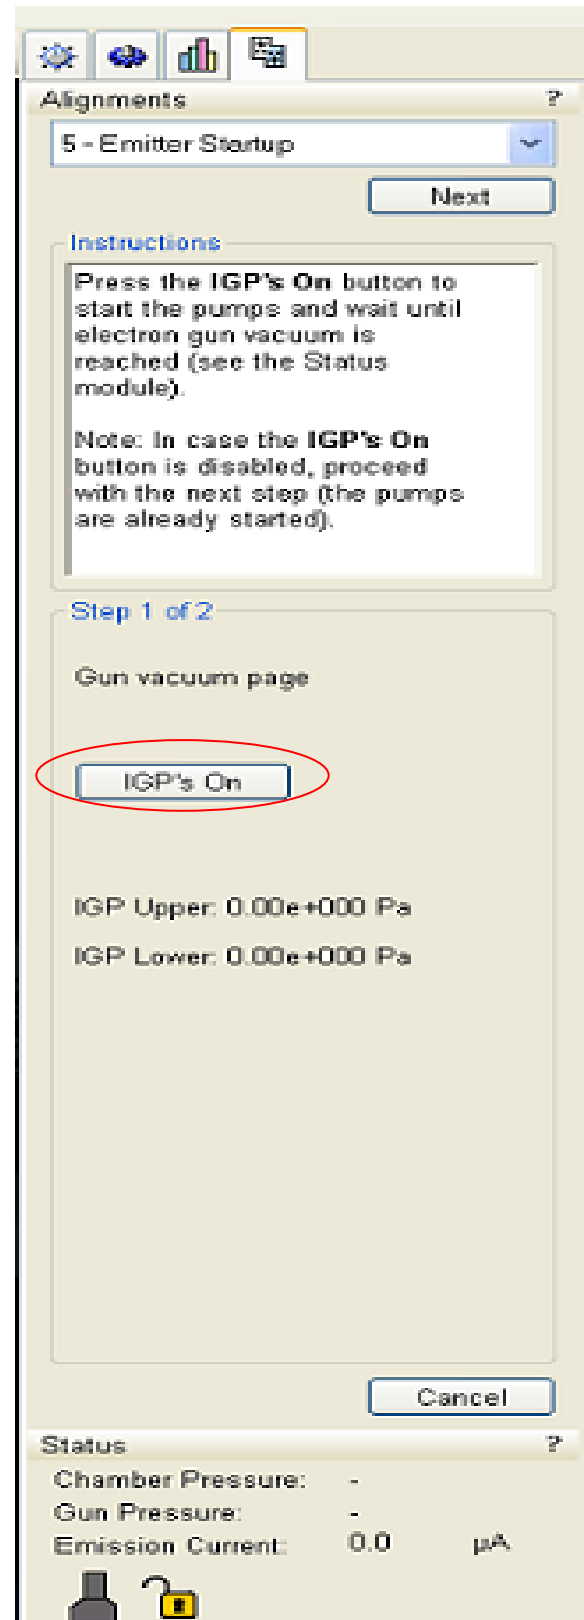 Alignments ?
5 - Emitter Startup
Next
Instructions
Press the IGP's On button to
start the pumps and wait until
electron gun vacuum is
reached (see the Status
module).
Note: In case the IGP's On
button is disabled, proceed
with the next step (the pumps
are already started).
Step 1 of 2
Gun vacuum page
IGP's On
IGP Upper: 0.00e+000 Pa
IGP Lower: 0.00e+000 Pa
Cancel
Status ?
Chamber Pressure: -
Gun Pressure: -
Emission Current: 0.0 µA